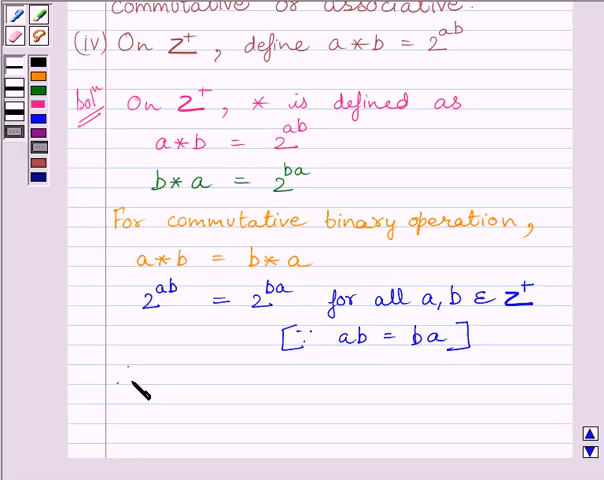 commutative or associative.
(iv) On Z⁺, define a*b = 2^ab
Solⁿ On Z⁺, * is defined as
a*b = 2^ab
b*a = 2^ba
For commutative binary operation,
a*b = b*a
2^ab = 2^ba for all a, b ε Z⁺
[∵ ab = ba]
∴